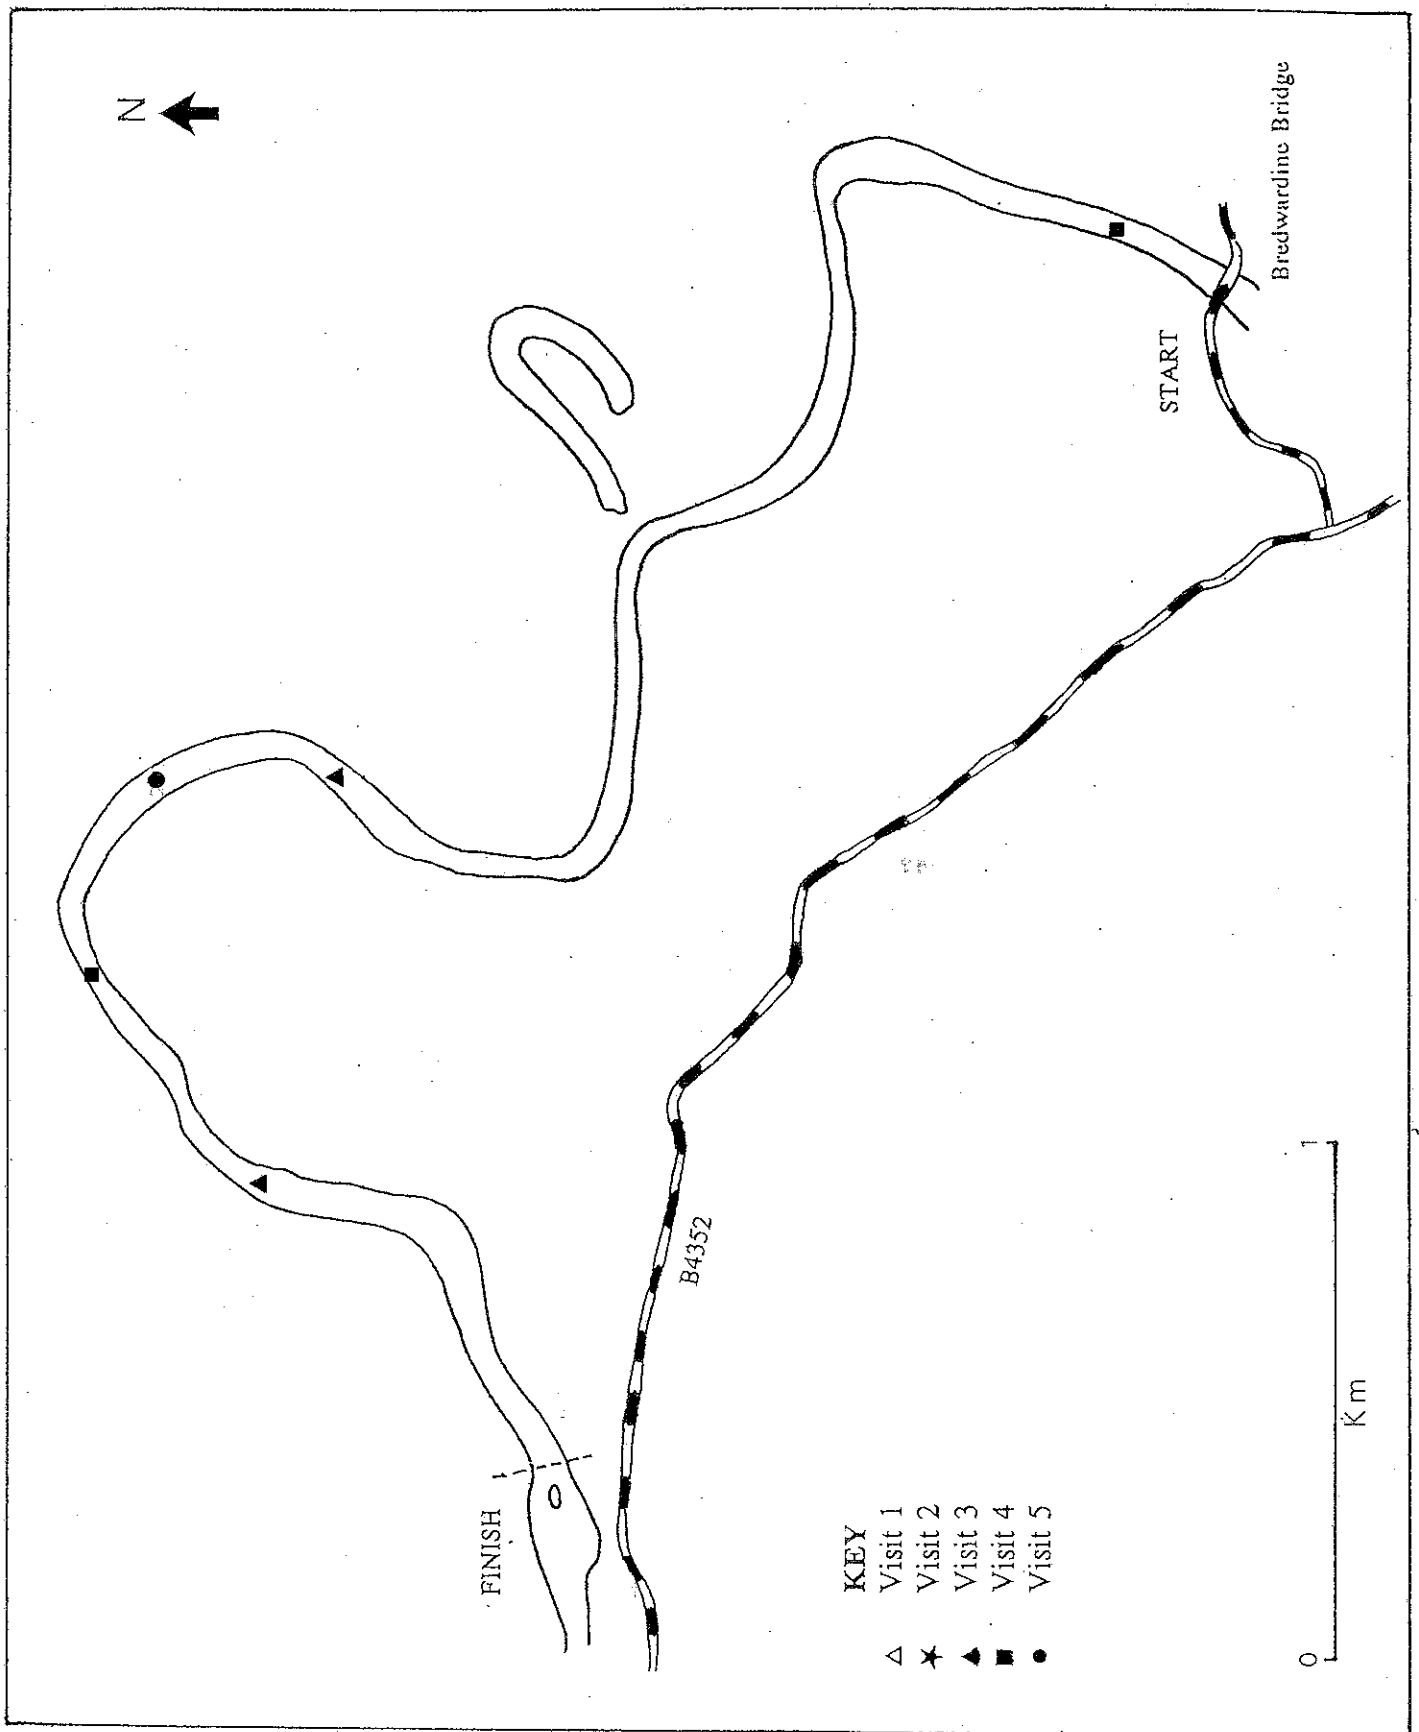 N
Bredwardine Bridge
START
B4352
FINISH
KEY
Visit 1
Visit 2
Visit 3
Visit 4
Visit 5
0 1
Km